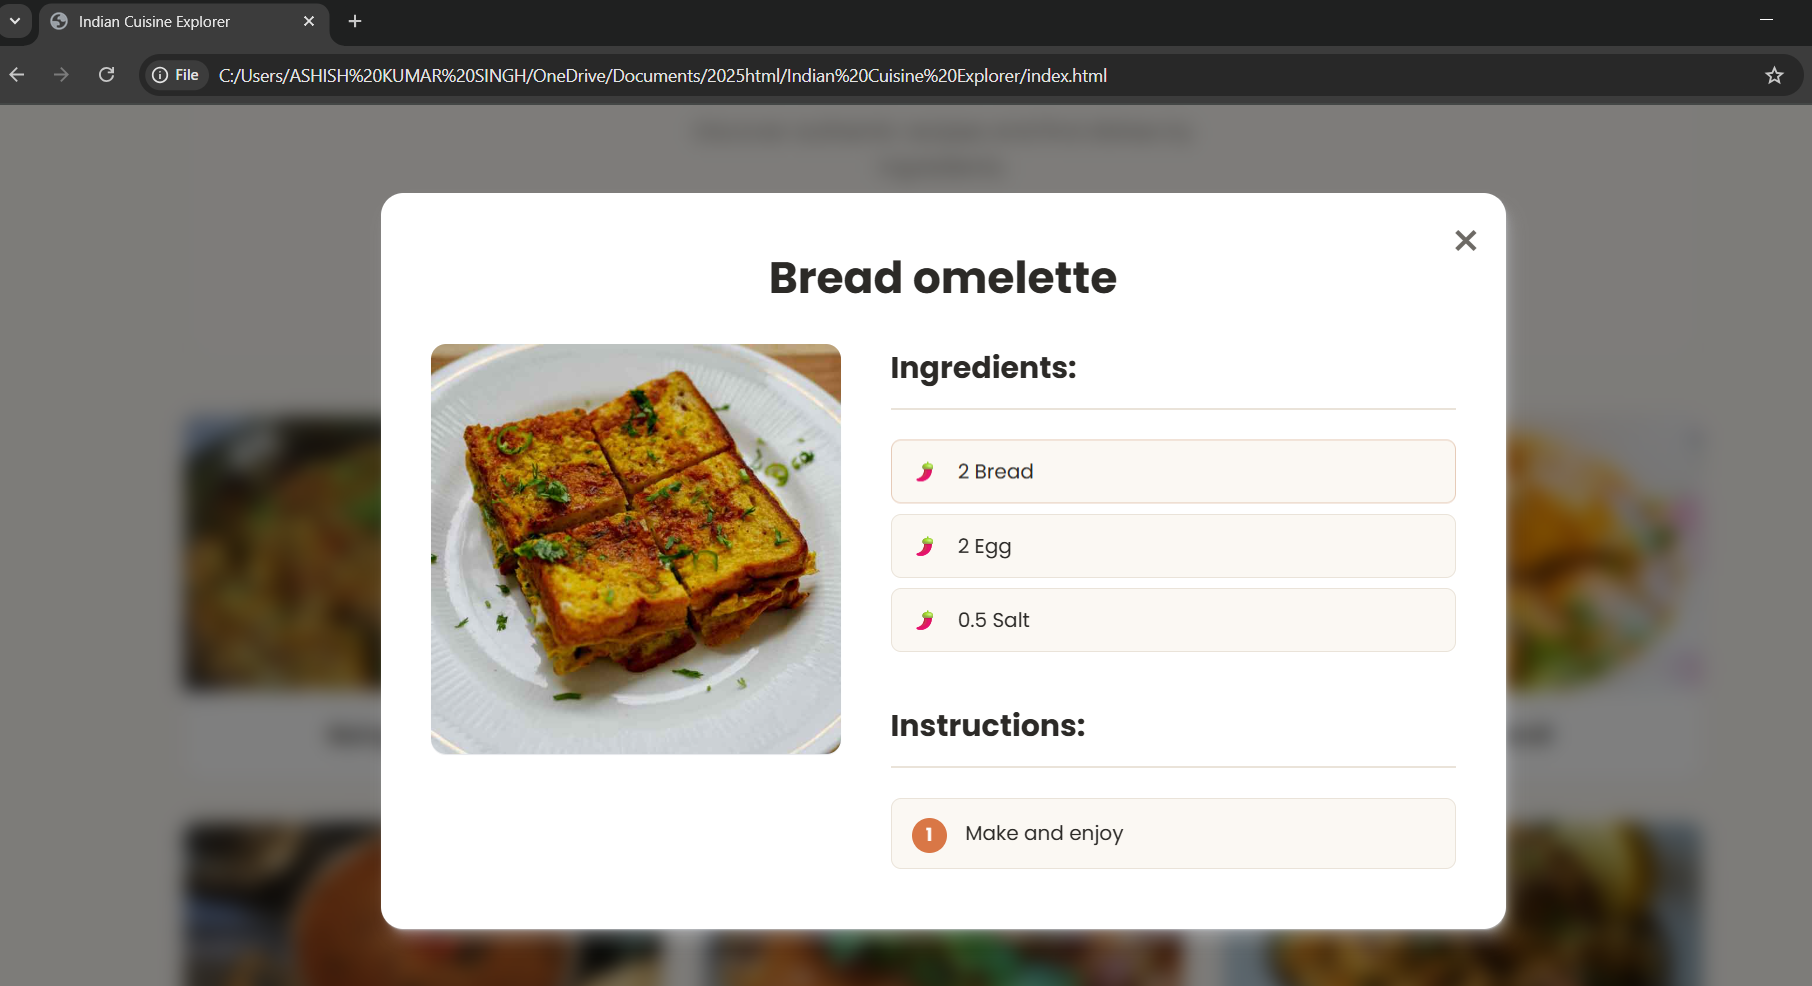 Indian Cuisine Explorer
File C:/Users/ASHISH%20KUMAR%20SINGH/OneDrive/Documents/2025html/Indian%20Cuisine%20Explorer/index.html
Bread omelette
Ingredients:
2 Bread
2 Egg
0.5 Salt
Instructions:
1 Make and enjoy